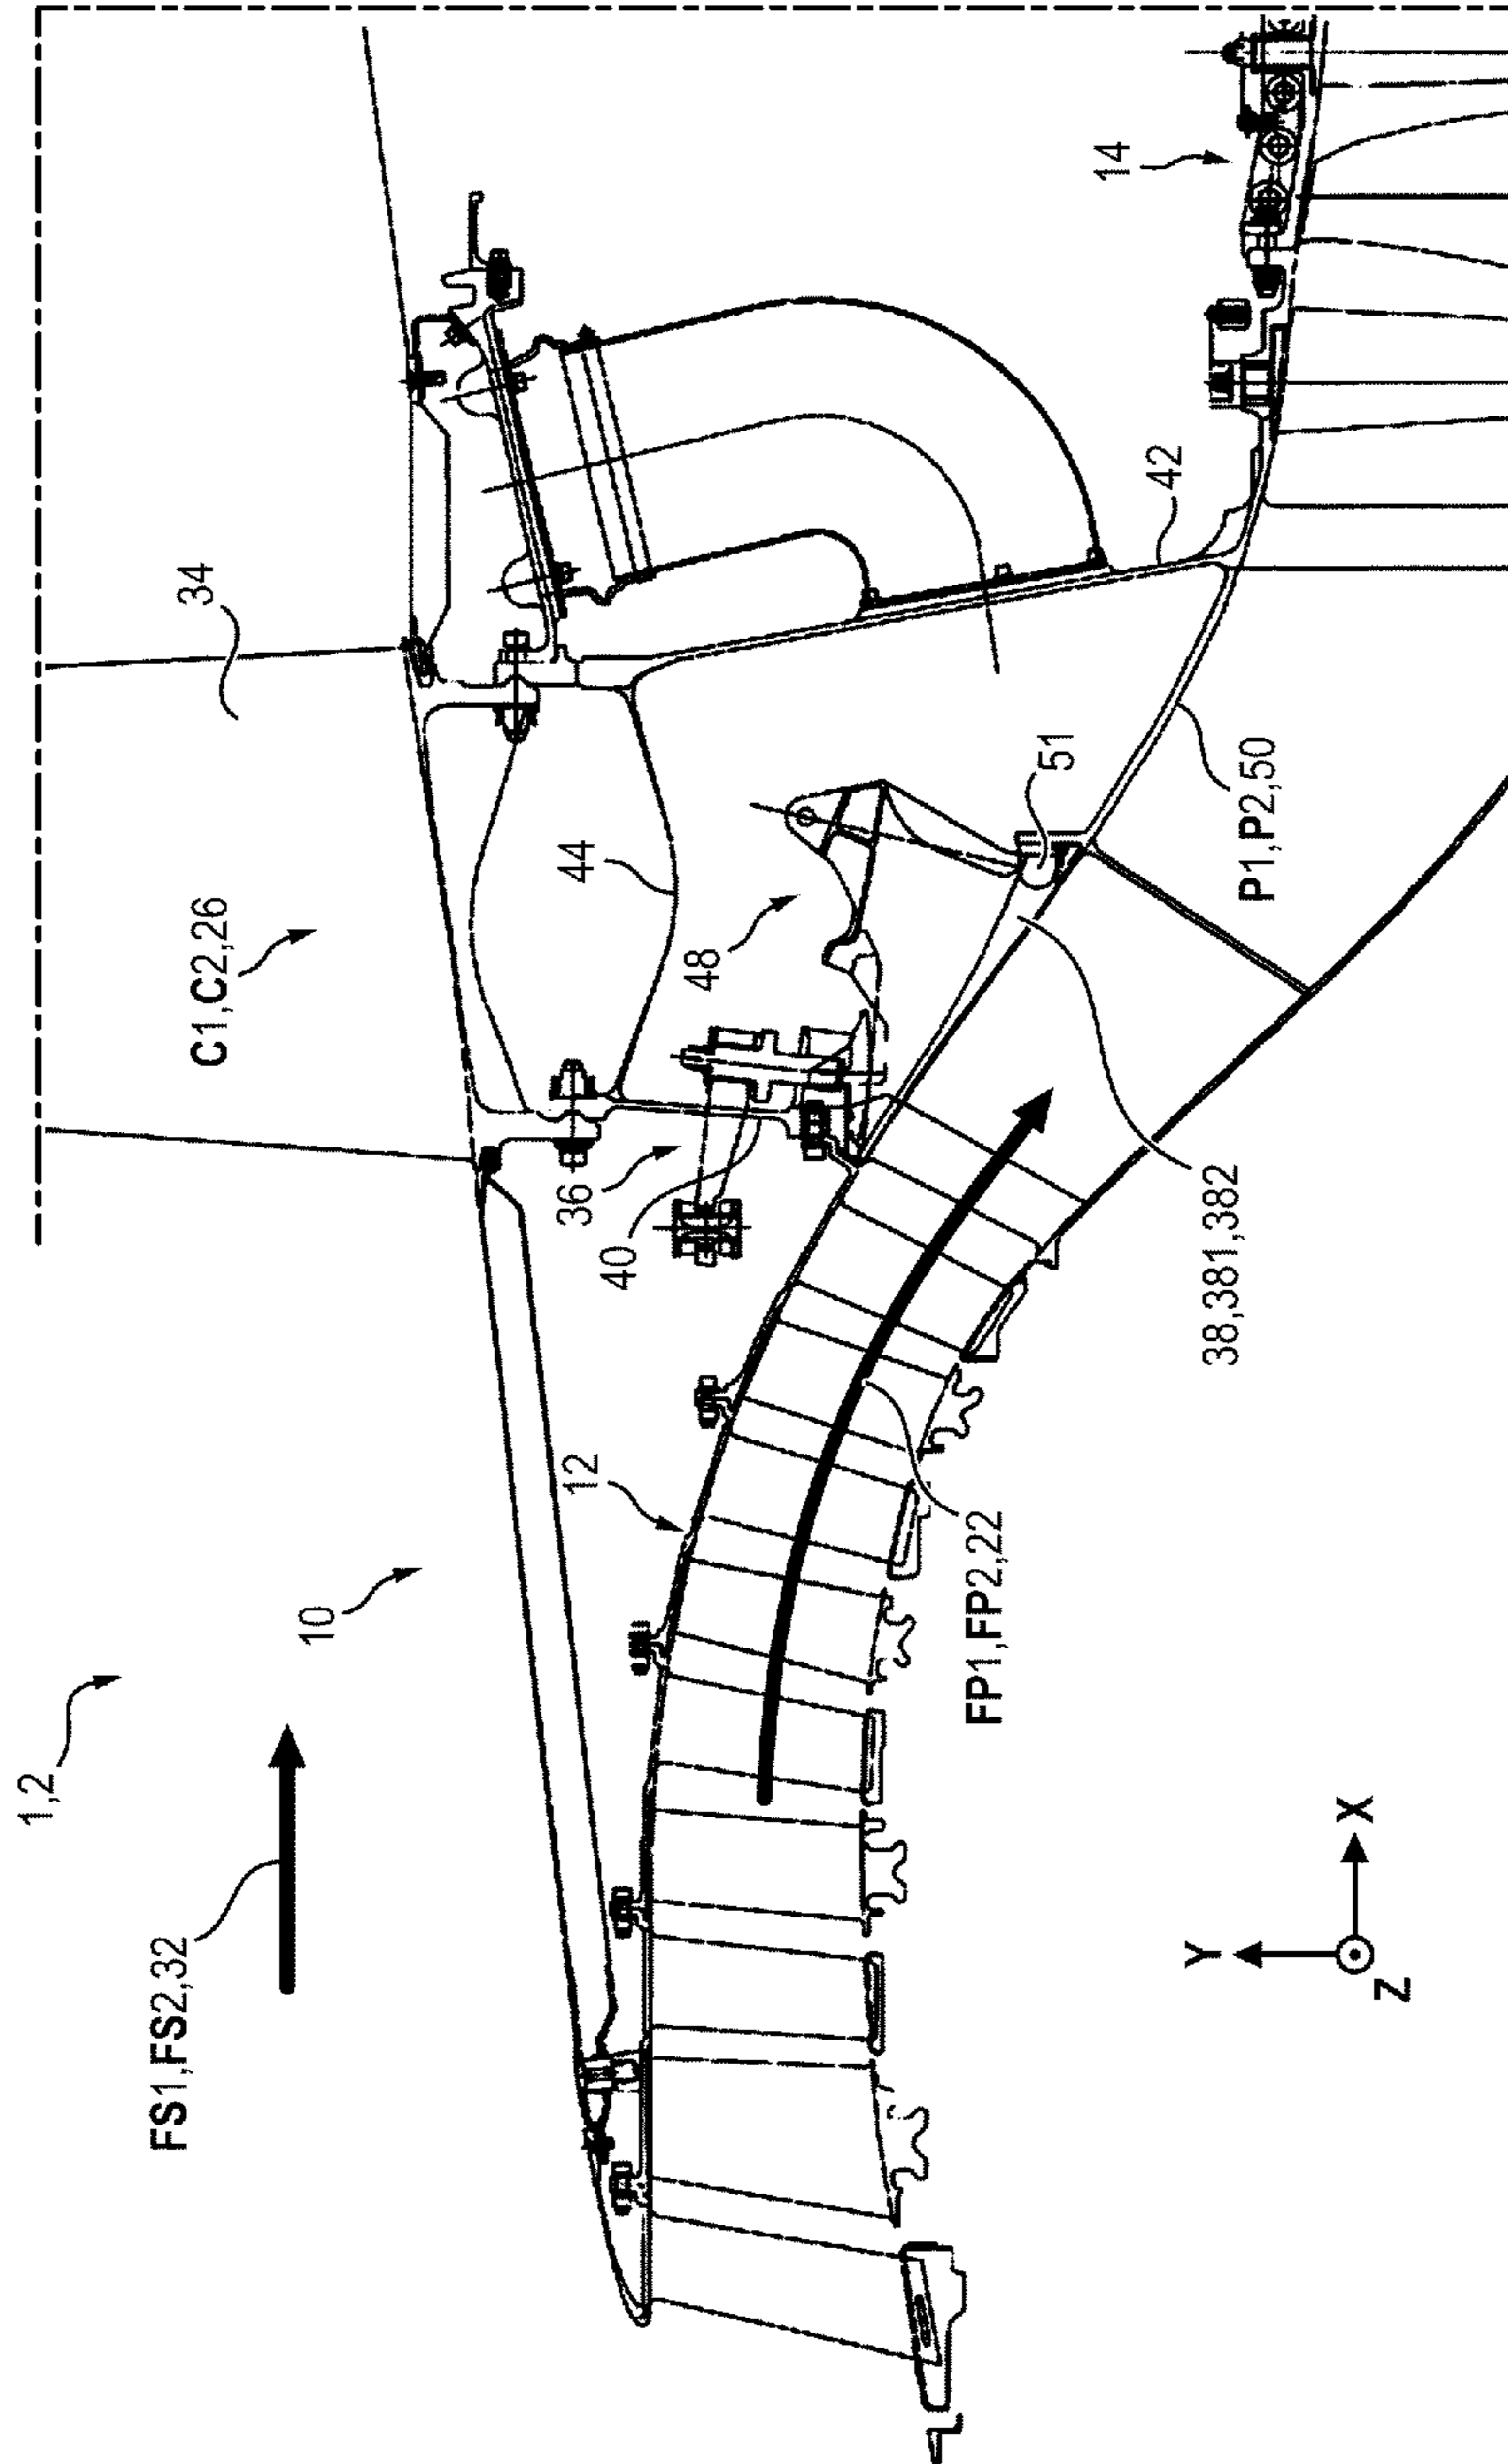 1,2
FS1,FS2,32
10
12
C1,C2,26
34
36
40
44
48
51
42
14
P1,P2,50
38,381,382
FP1,FP2,22
Y
X
Z